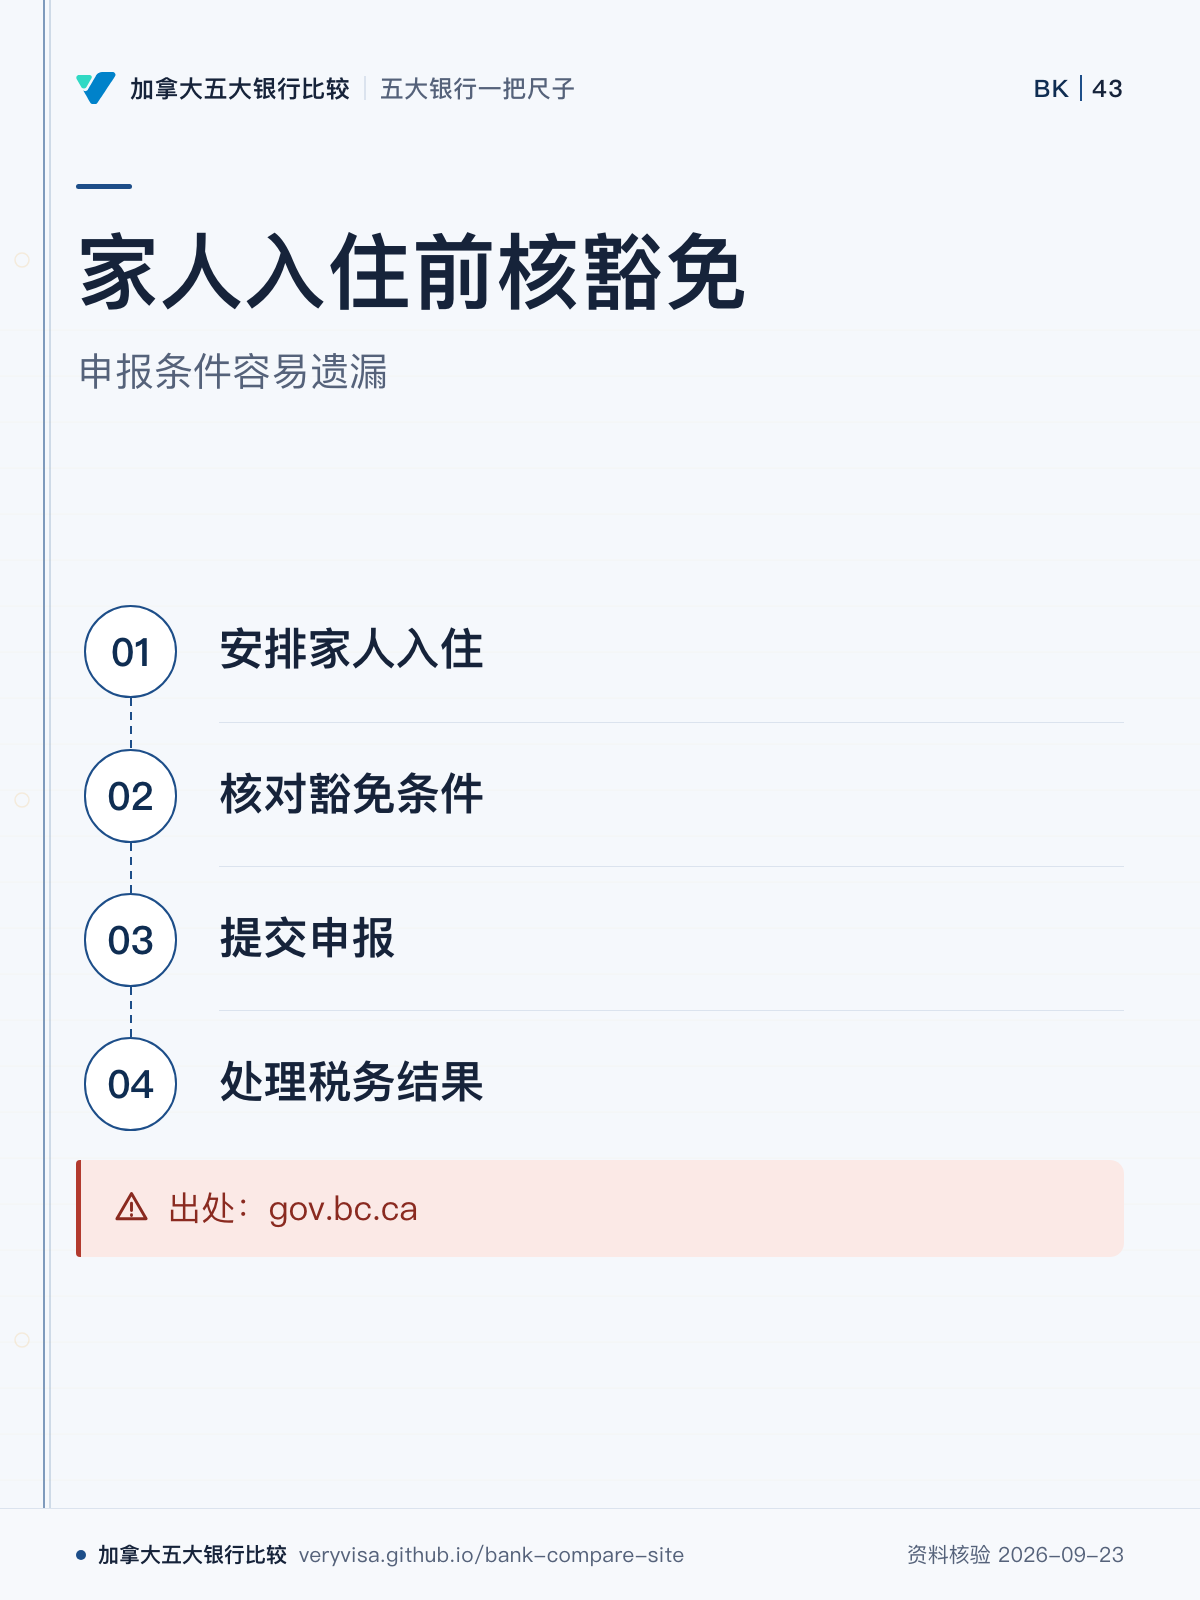 加拿大五大银行比较 五大银行一把尺子 BK 43
家人入住前核豁免
申报条件容易遗漏
01 安排家人入住
02 核对豁免条件
03 提交申报
04 处理税务结果
出处：gov.bc.ca
加拿大五大银行比较 veryvisa.github.io/bank-compare-site 资料核验 2026-09-23